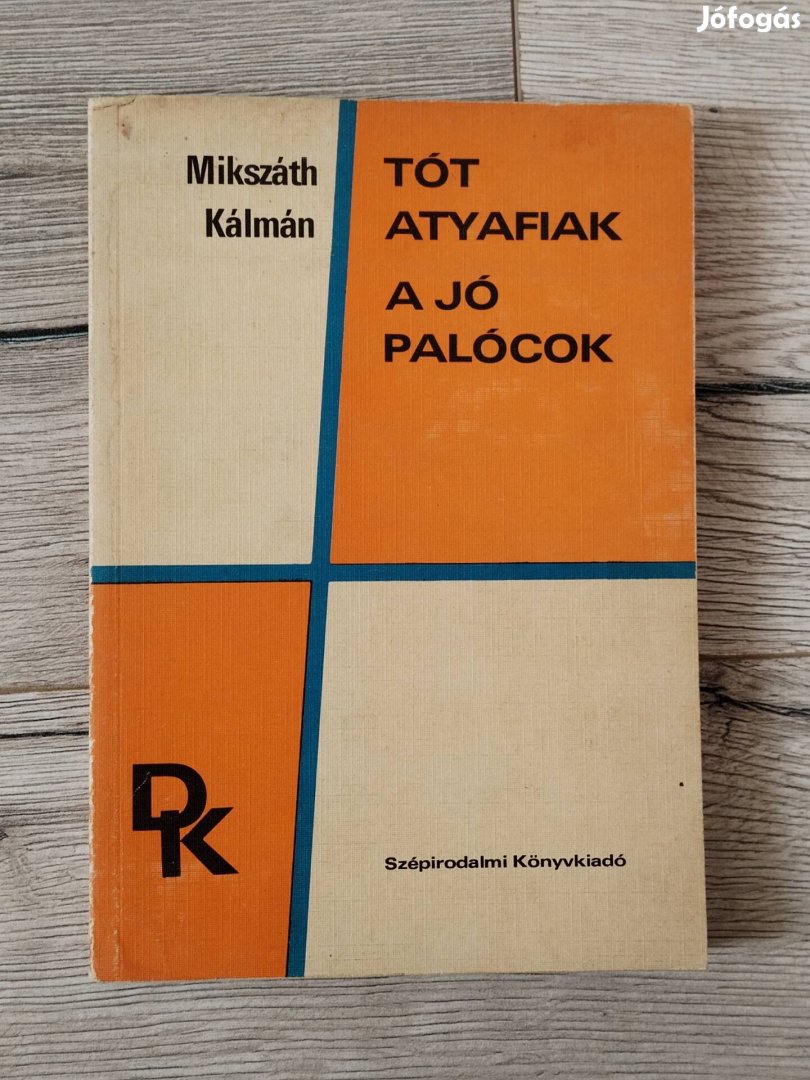 Jófogás
Mikszáth
Kálmán
TÓT
ATYAFIAK
A JÓ
PALÓCOK
DK
Szépirodalmi Könyvkiadó